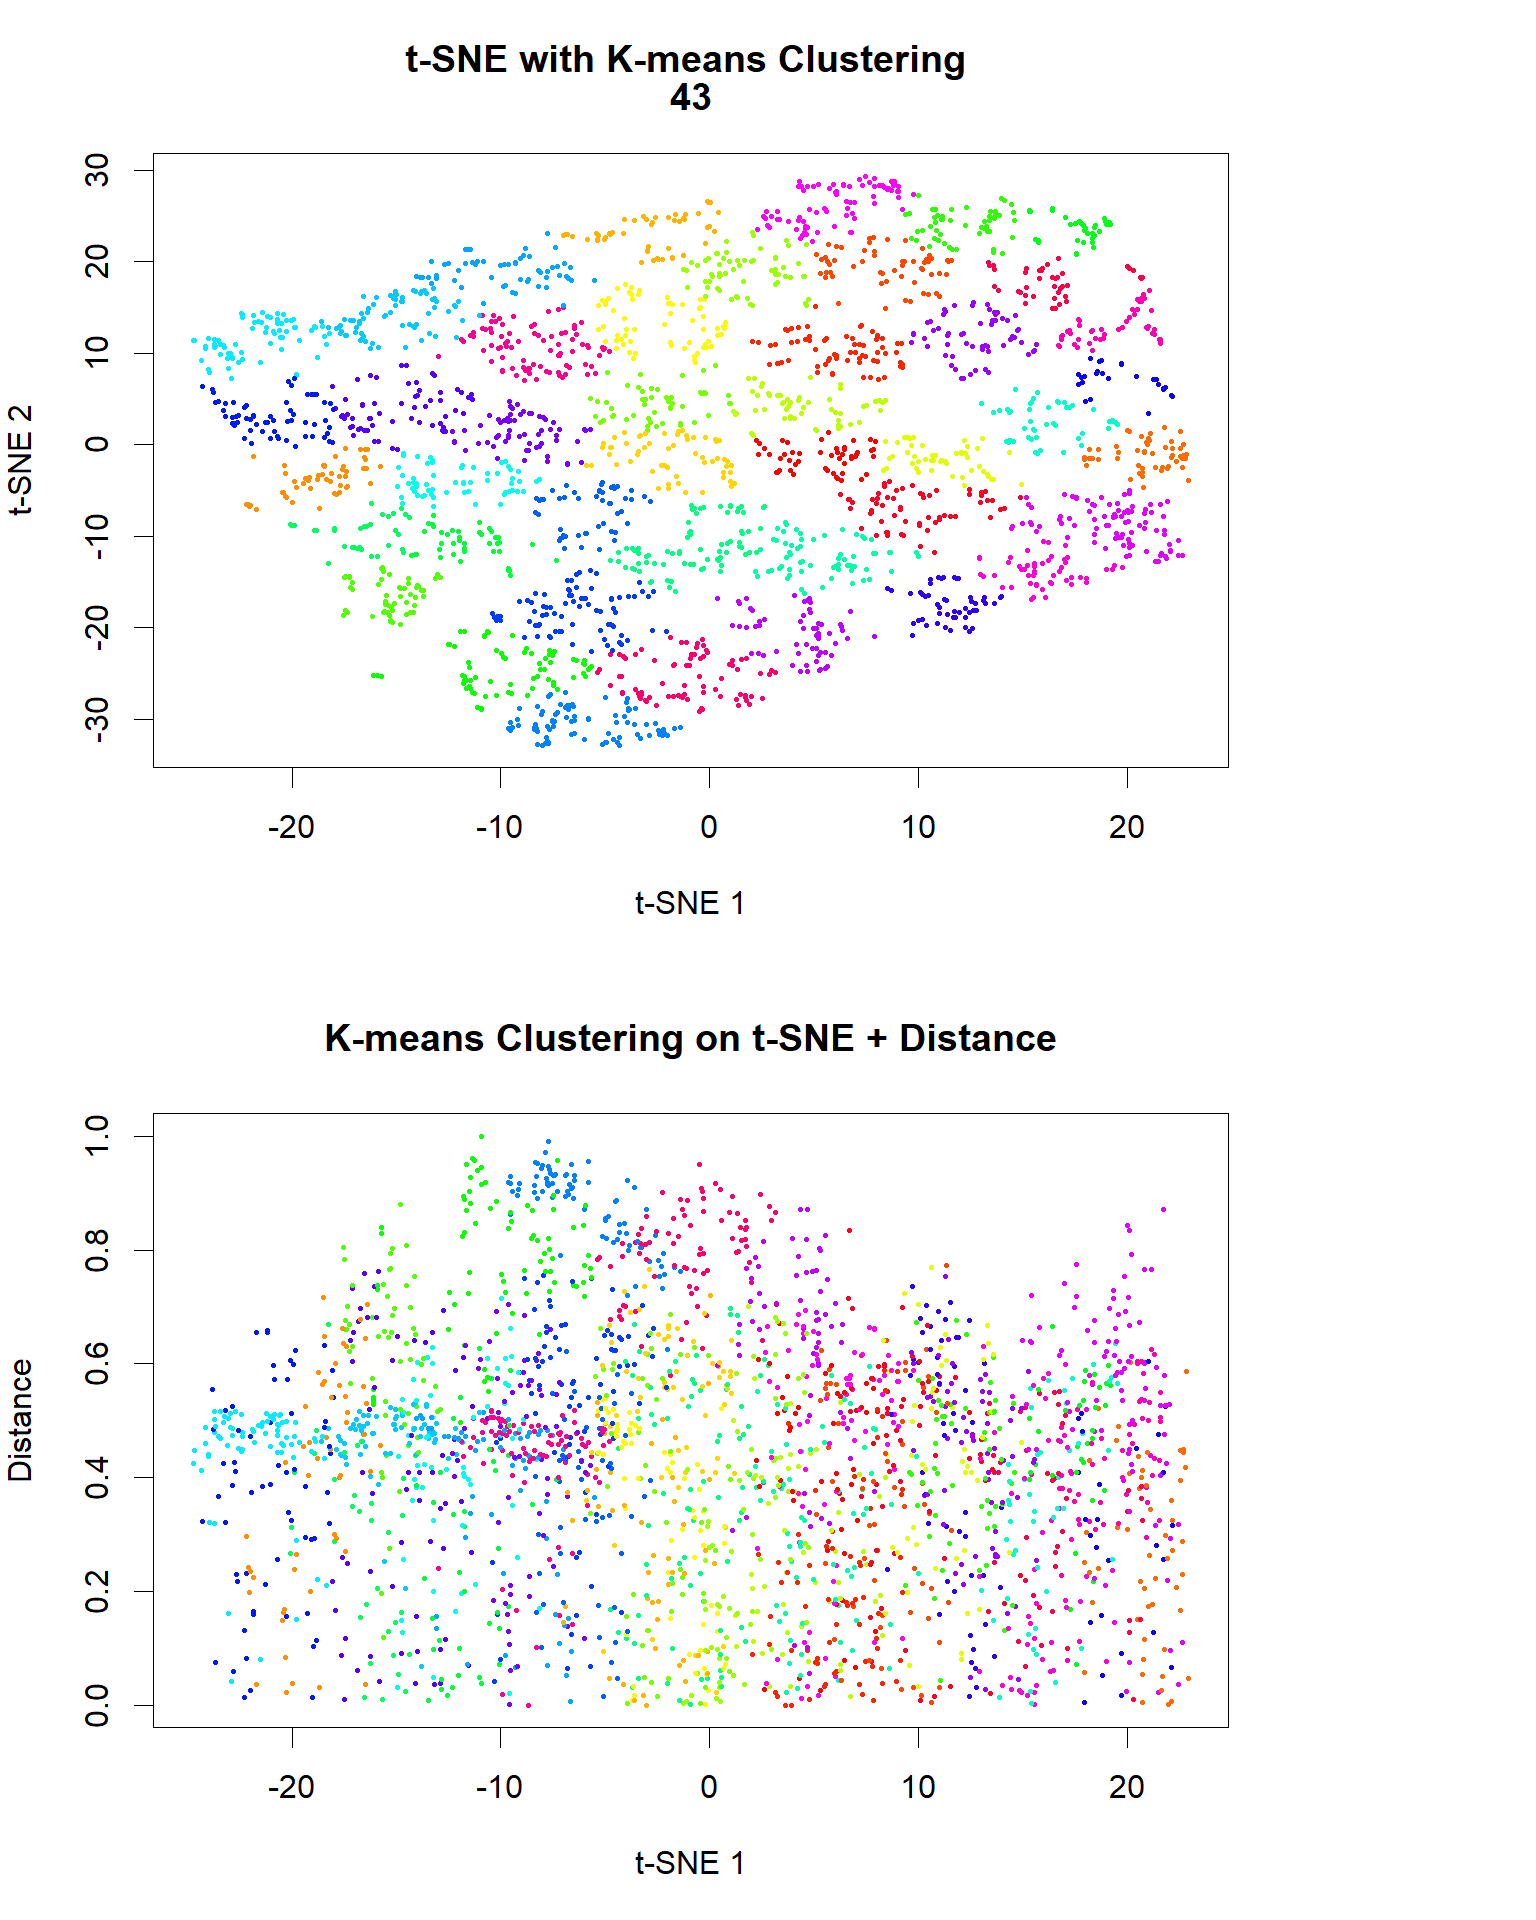 t-SNE with K-means Clustering
43
t-SNE 2
30
20
10
0
-10
-20
-30
-20 -10 0 10 20
t-SNE 1
K-means Clustering on t-SNE + Distance
Distance
1.0
0.8
0.6
0.4
0.2
0.0
-20 -10 0 10 20
t-SNE 1